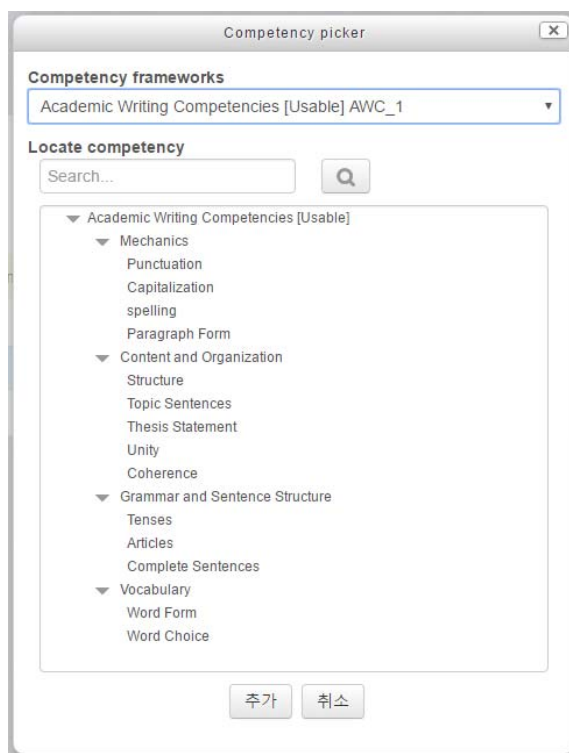 Competency picker
Competency frameworks
Academic Writing Competencies [Usable] AWC_1
Locate competency
Search...
Academic Writing Competencies [Usable]
Mechanics
Punctuation
Capitalization
spelling
Paragraph Form
Content and Organization
Structure
Topic Sentences
Thesis Statement
Unity
Coherence
Grammar and Sentence Structure
Tenses
Articles
Complete Sentences
Vocabulary
Word Form
Word Choice
추가 취소